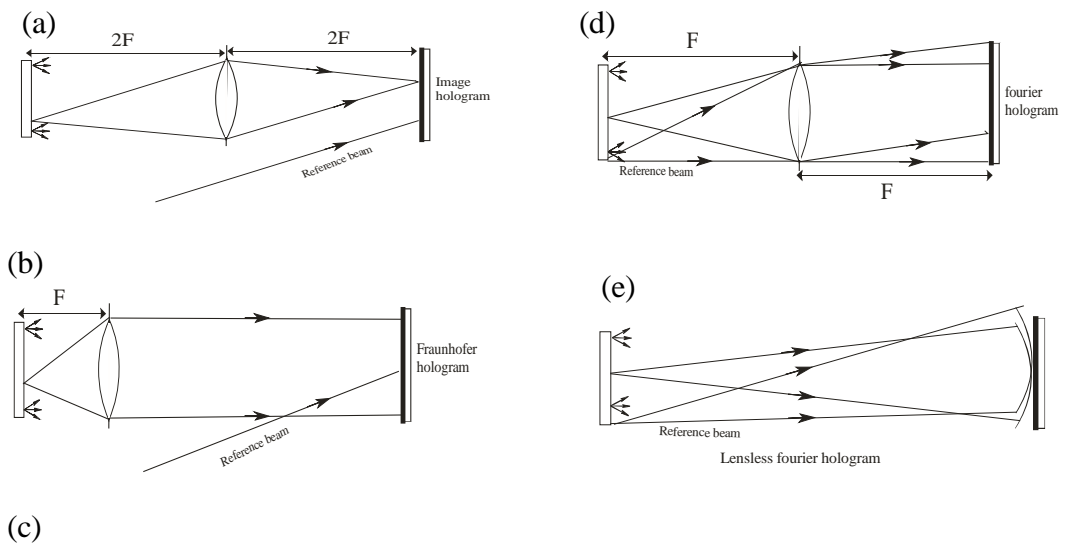 (a)
2F
2F
Image
hologram
Reference beam
(b)
F
Fraunhofer
hologram
Reference beam
(c)
(d)
F
fourier
hologram
Reference beam
F
(e)
Reference beam
Lensless fourier hologram